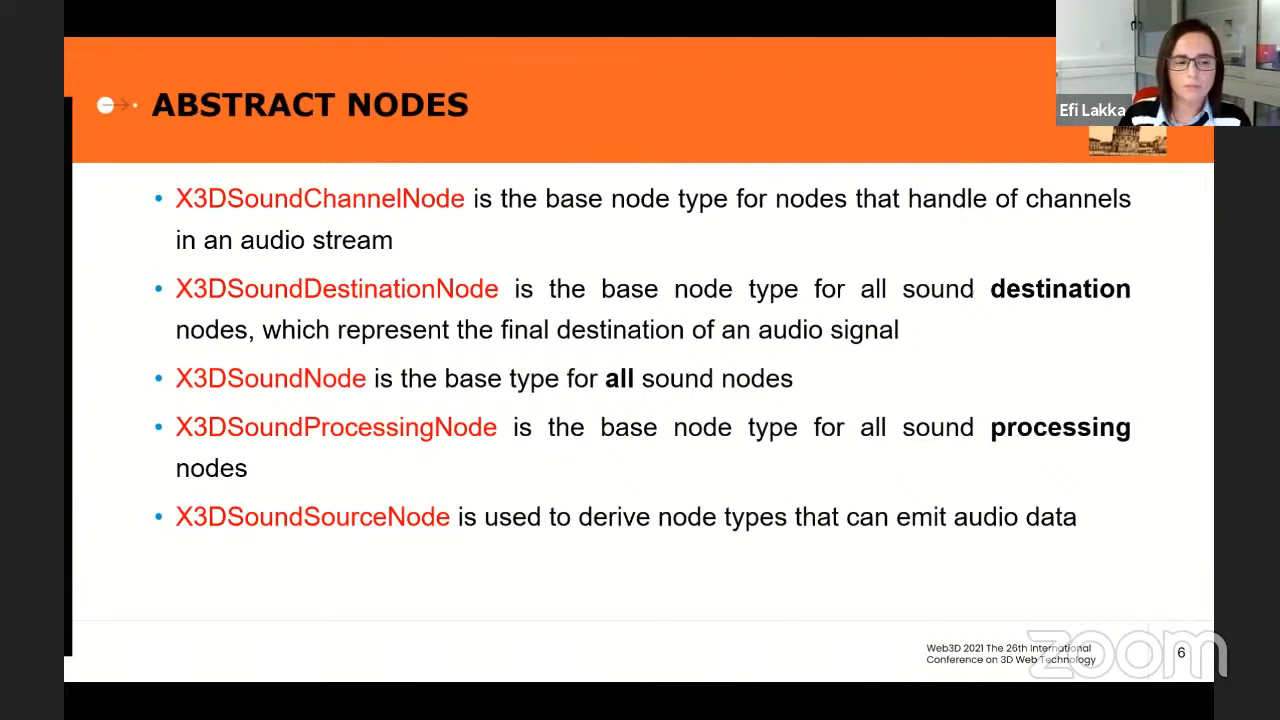 ABSTRACT NODES
Efi Lakka
• X3DSoundChannelNode is the base node type for nodes that handle of channels
in an audio stream
• X3DSoundDestinationNode is the base node type for all sound destination
nodes, which represent the final destination of an audio signal
• X3DSoundNode is the base type for all sound nodes
• X3DSoundProcessingNode is the base node type for all sound processing
nodes
• X3DSoundSourceNode is used to derive node types that can emit audio data
Web3D 2021 The 26th International
Conference on 3D Web Technology
6
zoom